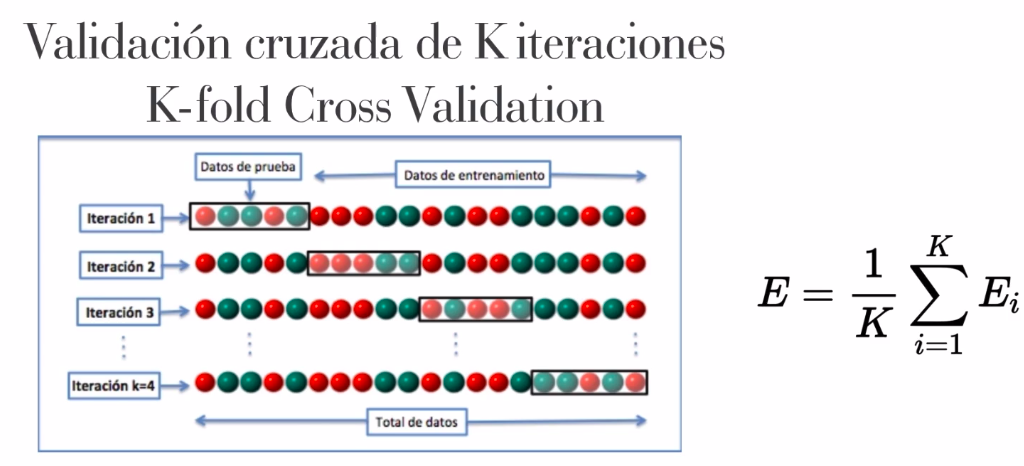 Validación cruzada de K iteraciones
K-fold Cross Validation
Datos de prueba
Datos de entrenamiento
Iteración 1
Iteración 2
Iteración 3
Iteración k=4
Total de datos
E = \frac{1}{K} \sum_{i=1}^{K} E_i